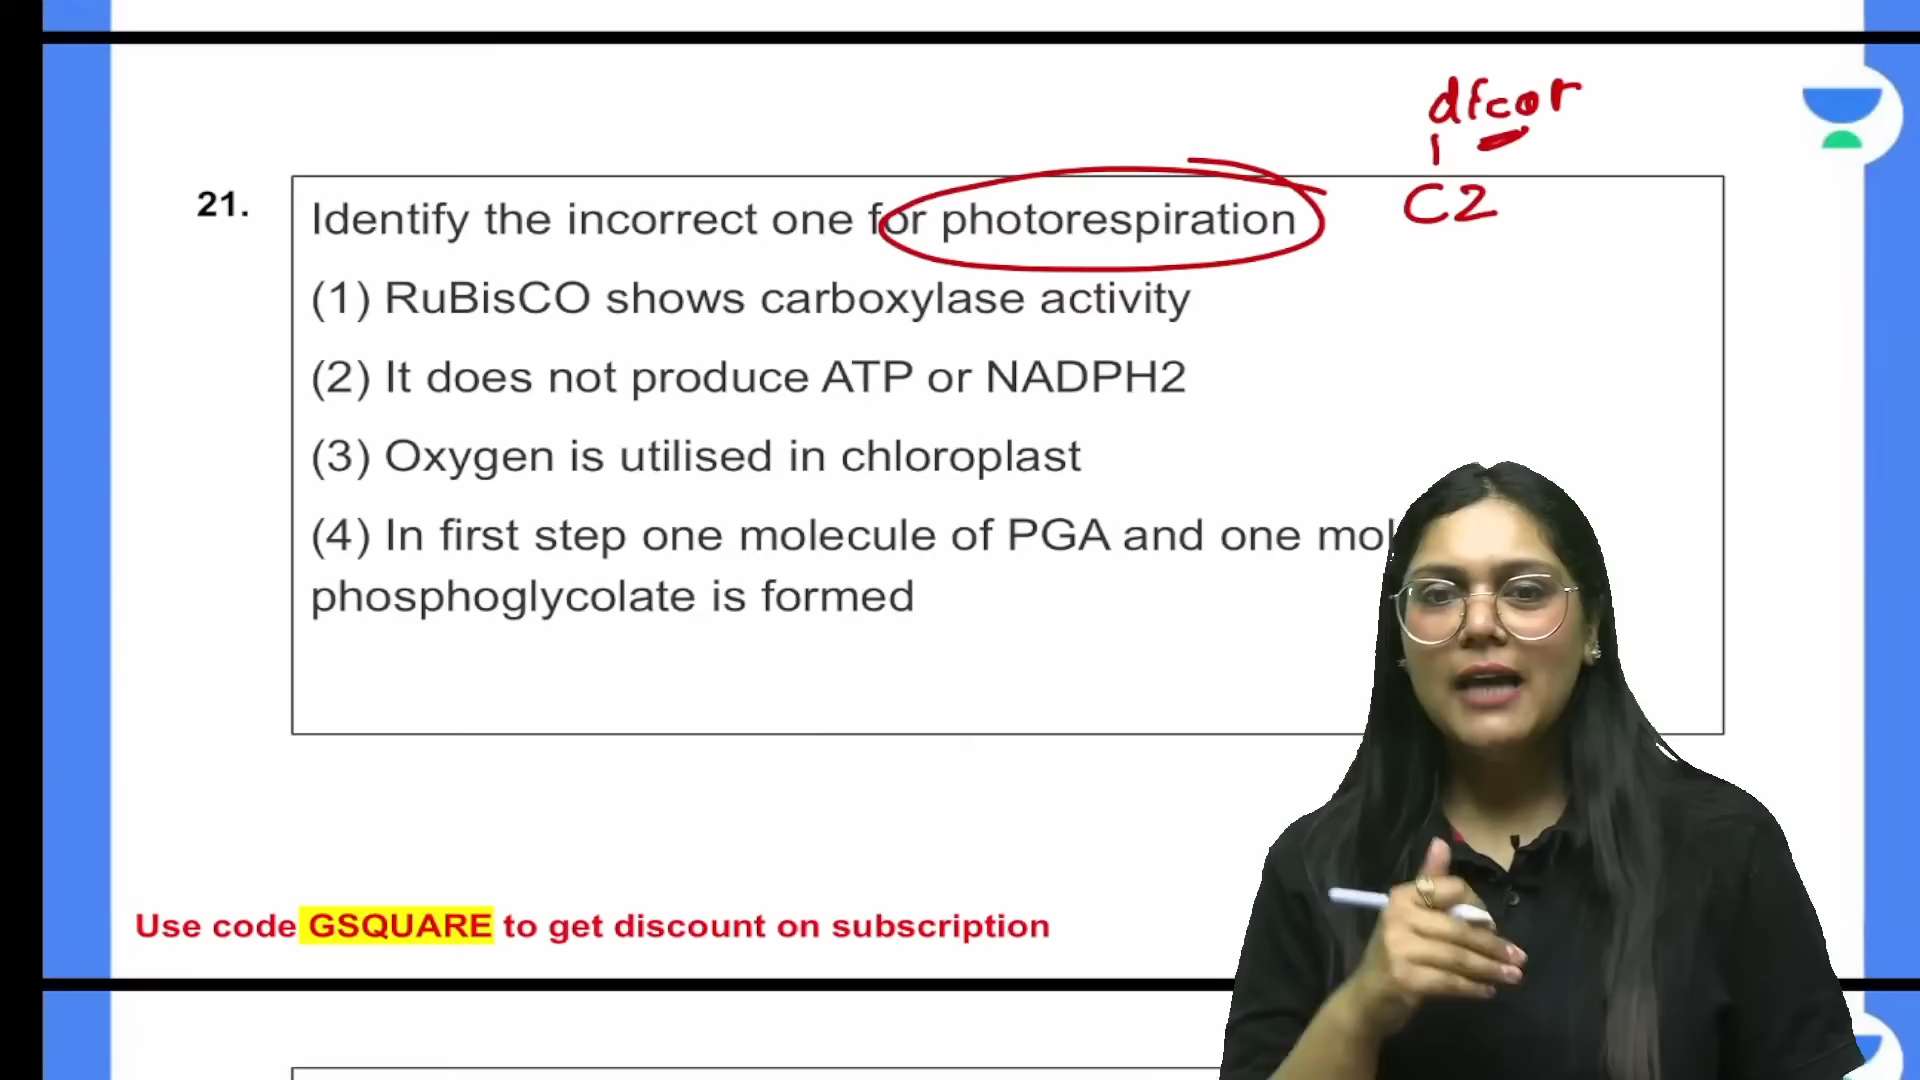 dfcor
C2
21.
Identify the incorrect one for photorespiration
(1) RuBisCO shows carboxylase activity
(2) It does not produce ATP or NADPH2
(3) Oxygen is utilised in chloroplast
(4) In first step one molecule of PGA and one mol
phosphoglycolate is formed
Use code GSQUARE to get discount on subscription